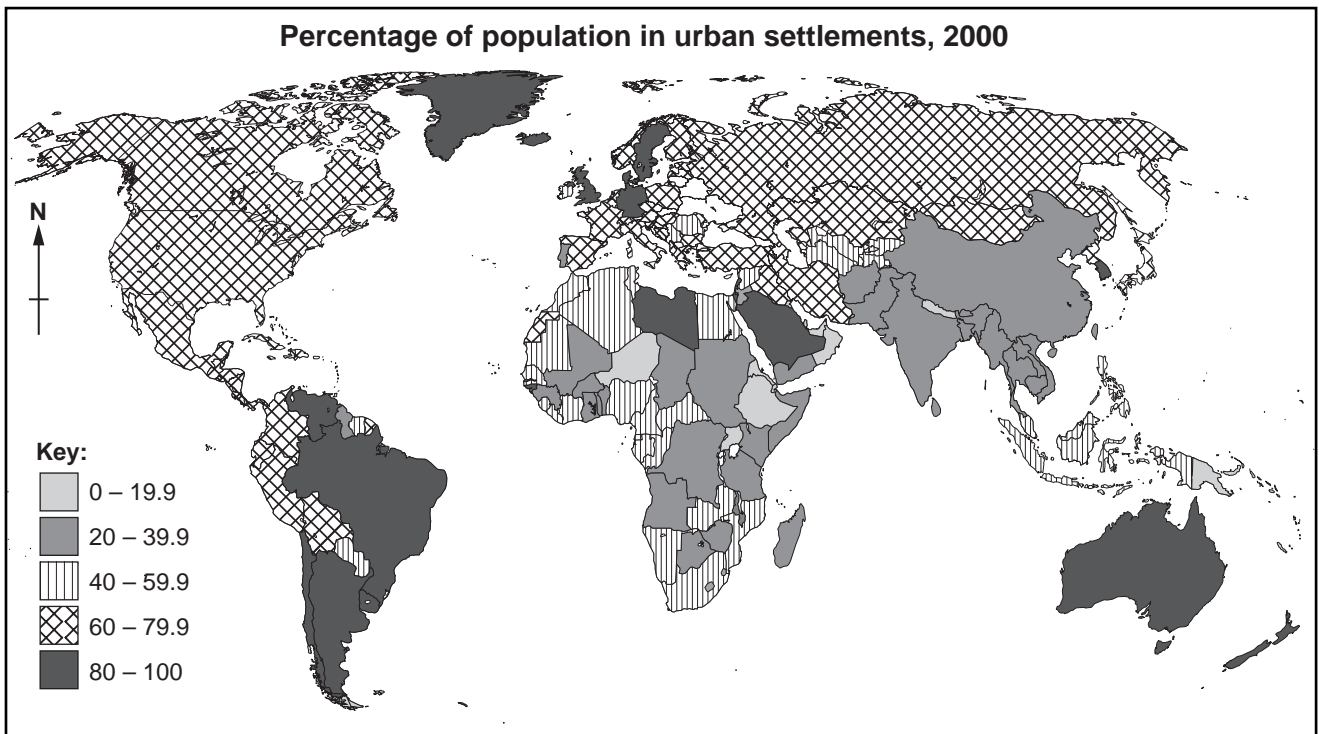 Percentage of population in urban settlements, 2000
N
Key:
0 – 19.9
20 – 39.9
40 – 59.9
60 – 79.9
80 – 100